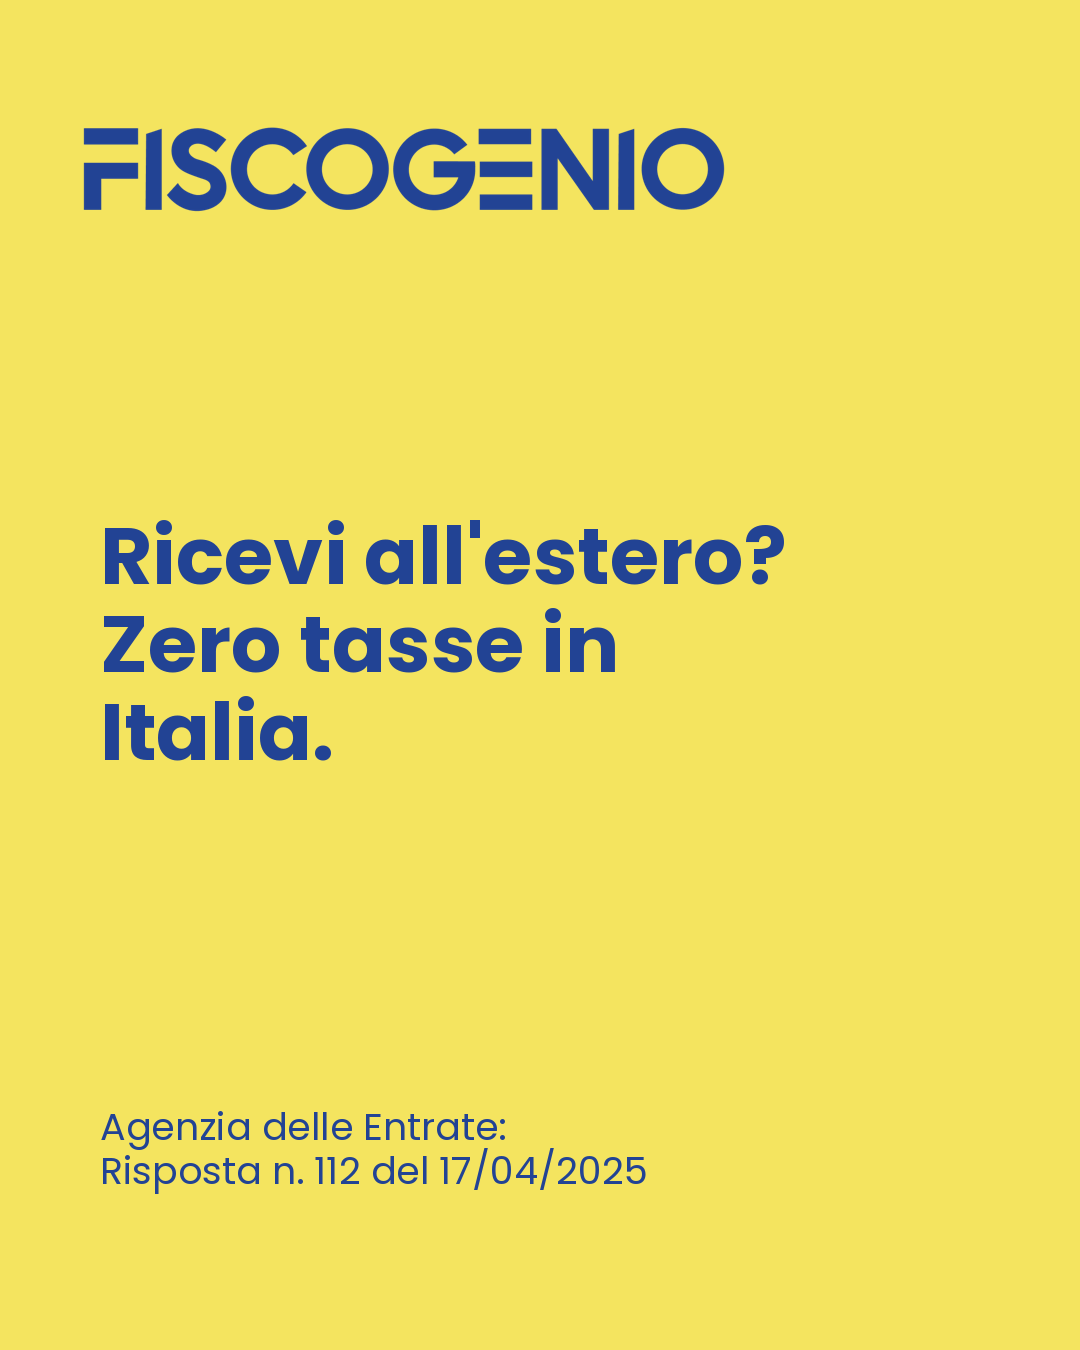 FISCOGENIO
Ricevi all'estero?
Zero tasse in
Italia.
Agenzia delle Entrate:
Risposta n. 112 del 17/04/2025